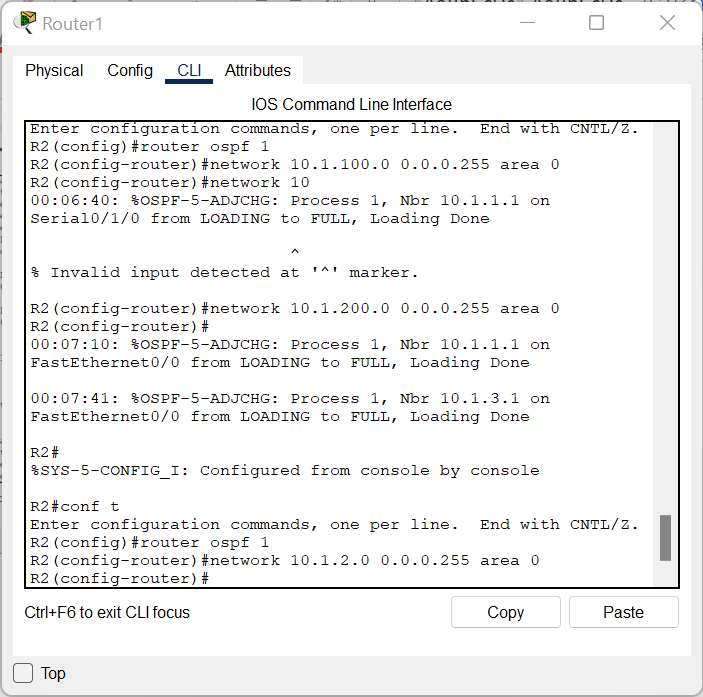 Router1
Physical Config CLI Attributes
IOS Command Line Interface
Enter configuration commands, one per line.  End with CNTL/Z.
R2(config)#router ospf 1
R2(config-router)#network 10.1.100.0 0.0.0.255 area 0
R2(config-router)#network 10
00:06:40: %OSPF-5-ADJCHG: Process 1, Nbr 10.1.1.1 on
Serial0/1/0 from LOADING to FULL, Loading Done
^
% Invalid input detected at '^' marker.
R2(config-router)#network 10.1.200.0 0.0.0.255 area 0
R2(config-router)#
00:07:10: %OSPF-5-ADJCHG: Process 1, Nbr 10.1.1.1 on
FastEthernet0/0 from LOADING to FULL, Loading Done
00:07:41: %OSPF-5-ADJCHG: Process 1, Nbr 10.1.3.1 on
FastEthernet0/0 from LOADING to FULL, Loading Done
R2#
%SYS-5-CONFIG_I: Configured from console by console
R2#conf t
Enter configuration commands, one per line.  End with CNTL/Z.
R2(config)#router ospf 1
R2(config-router)#network 10.1.2.0 0.0.0.255 area 0
R2(config-router)#
Ctrl+F6 to exit CLI focus
Copy Paste
Top